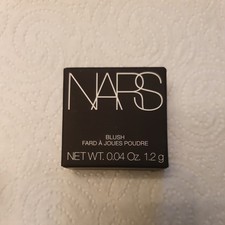 NARS
BLUSH
FARD À JOUES POUDRE
NET WT. 0.04 Oz. 1.2 g